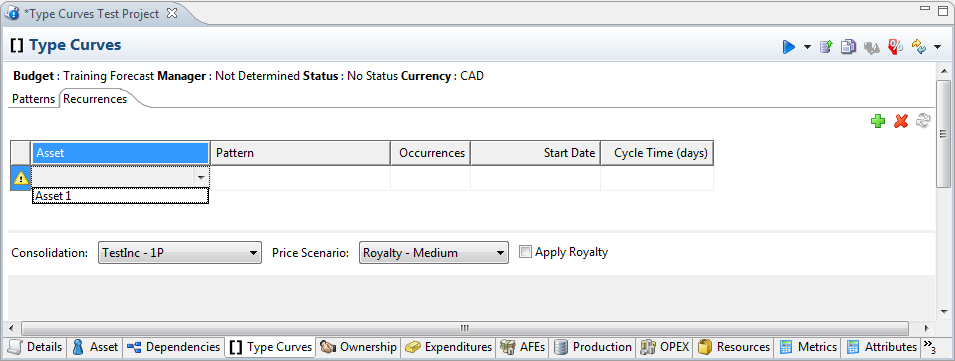 *Type Curves Test Project
[] Type Curves
Budget : Training Forecast Manager : Not Determined Status : No Status Currency : CAD
Patterns Recurrences
Asset Pattern Occurrences Start Date Cycle Time (days)
Asset 1
Consolidation: TestInc - 1P Price Scenario: Royalty - Medium Apply Royalty
Details Asset Dependencies [] Type Curves Ownership Expenditures AFEs Production OPEX Resources Metrics Attributes »3